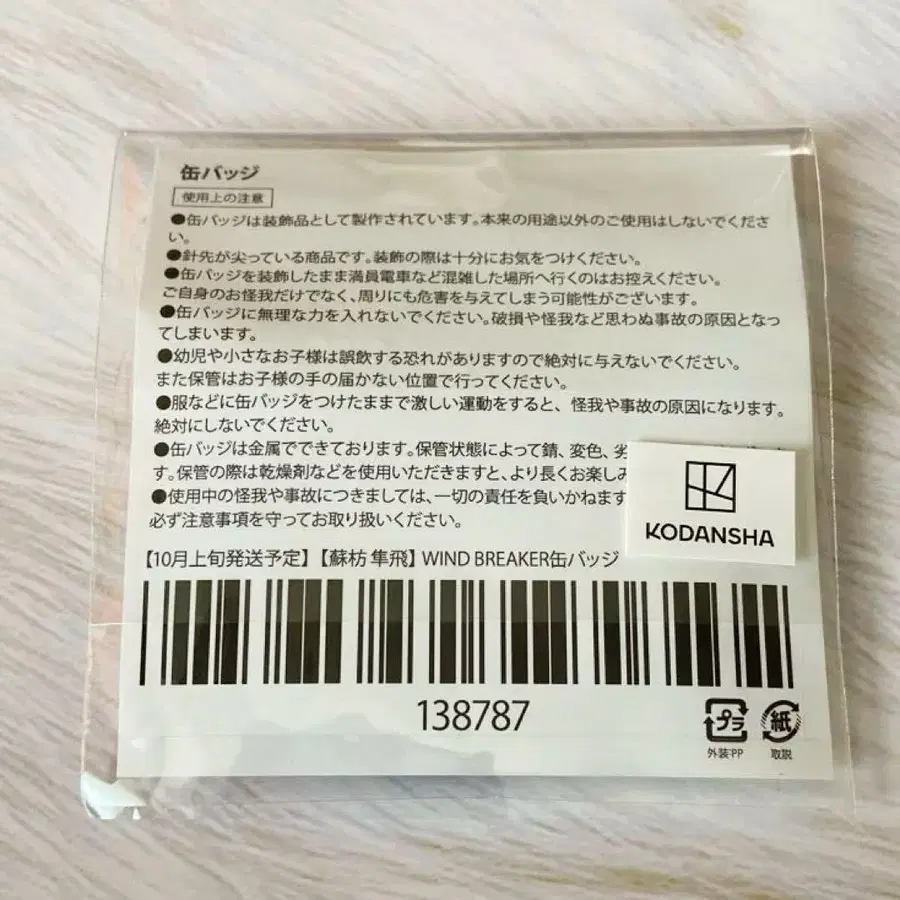 缶バッジ
使用上の注意
●缶バッジは装飾品として製作されています。本来の用途以外のご使用はしないでくださ
い。
●針先が尖っている商品です。装飾の際は十分にお気をつけください。
●缶バッジを装飾したまま満員電車など混雑した場所へ行くのはお控えください。
ご自身のお怪我だけでなく、周りにも危害を与えてしまう可能性がございます。
●缶バッジに無理な力を入れないでください。破損や怪我など思わぬ事故の原因となっ
てしまいます。
●幼児や小さなお子様は誤飲する恐れがありますので絶対に与えないでください。
また保管はお子様の手の届かない位置で行ってください。
●服などに缶バッジをつけたままで激しい運動をすると、怪我や事故の原因になります。
絶対にしないでください。
●缶バッジは金属でできております。保管状態によって錆、変色、劣
す。保管の際は乾燥剤などを使用いただきますと、より長くお楽しみ
●使用中の怪我や事故につきましては、一切の責任を負いかねます
必ず注意事項を守ってお取り扱いください。
KODANSHA
【10月上旬発送予定】【蘇枋 隼飛】WIND BREAKER缶バッジ
138787
プラ 紙
外装:PP 取説